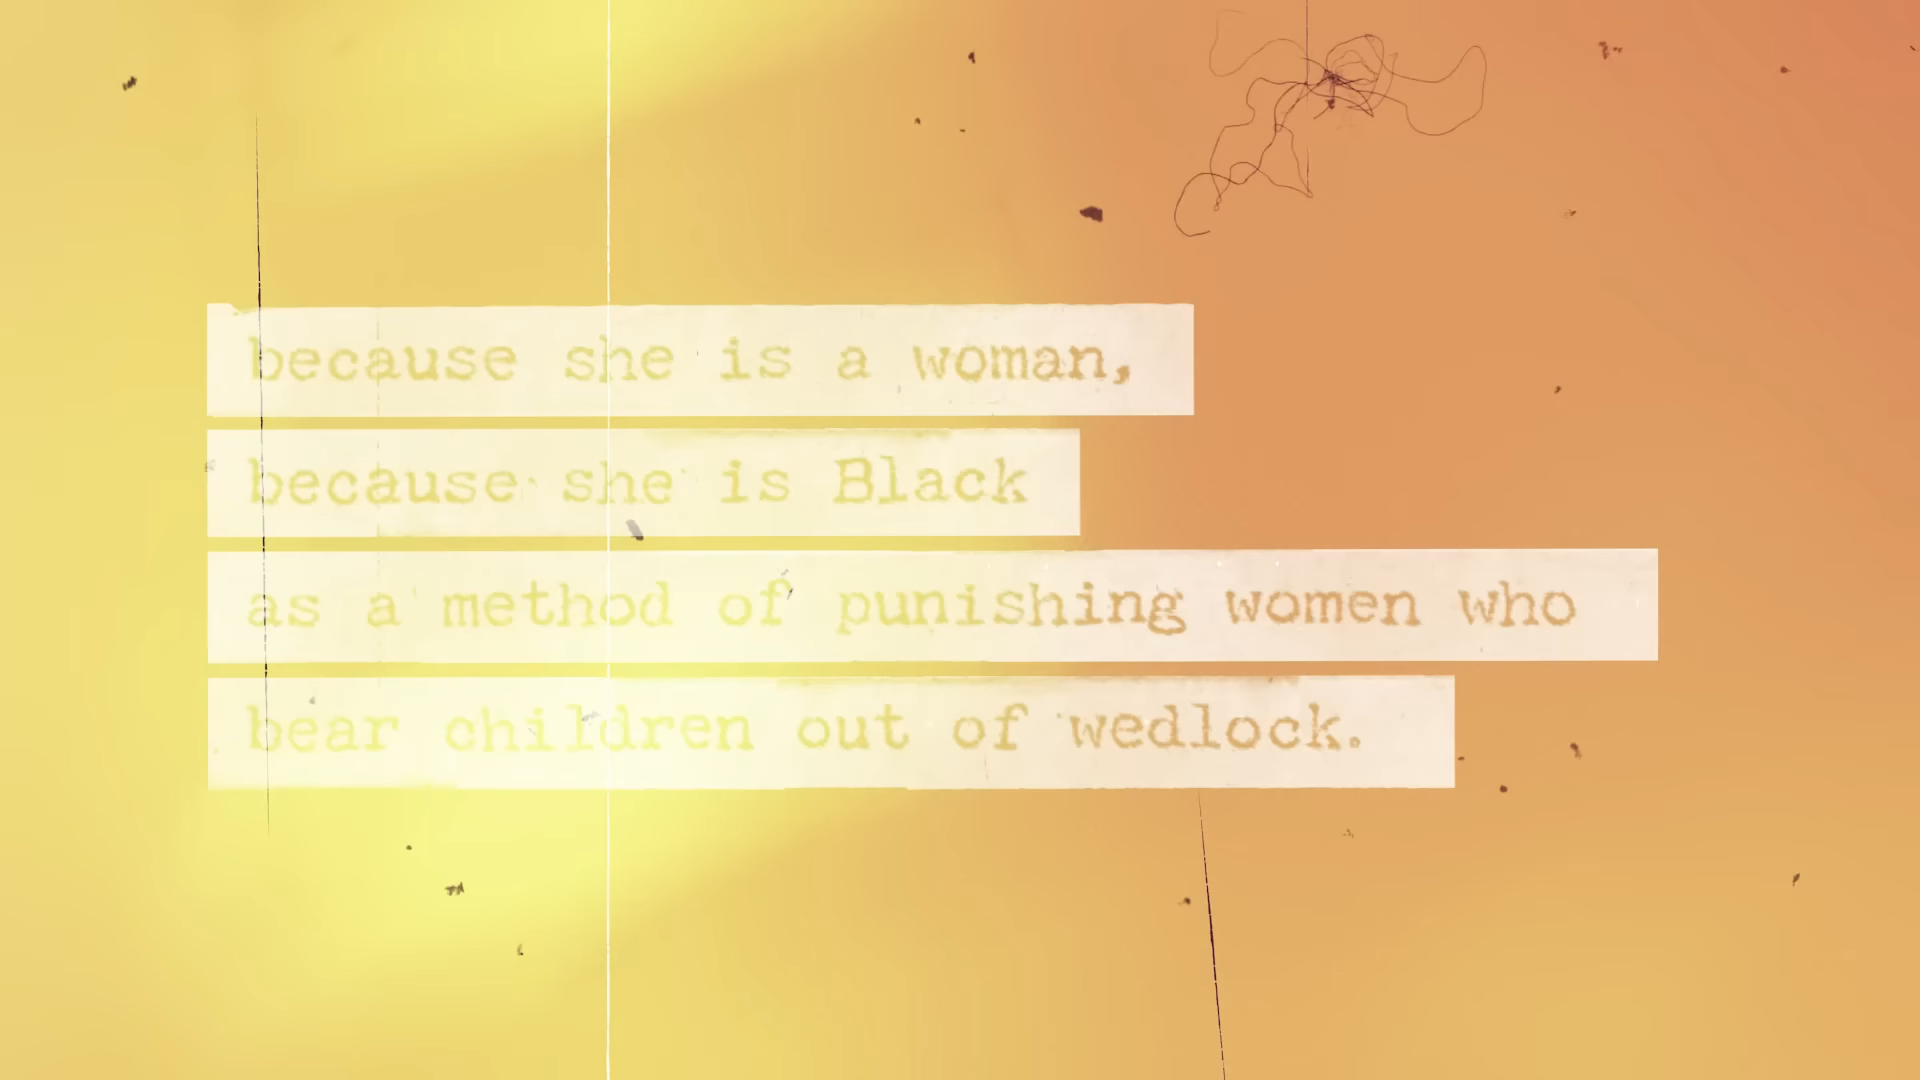 because she is a woman,
because she is Black
as a method of punishing women who
bear children out of wedlock.